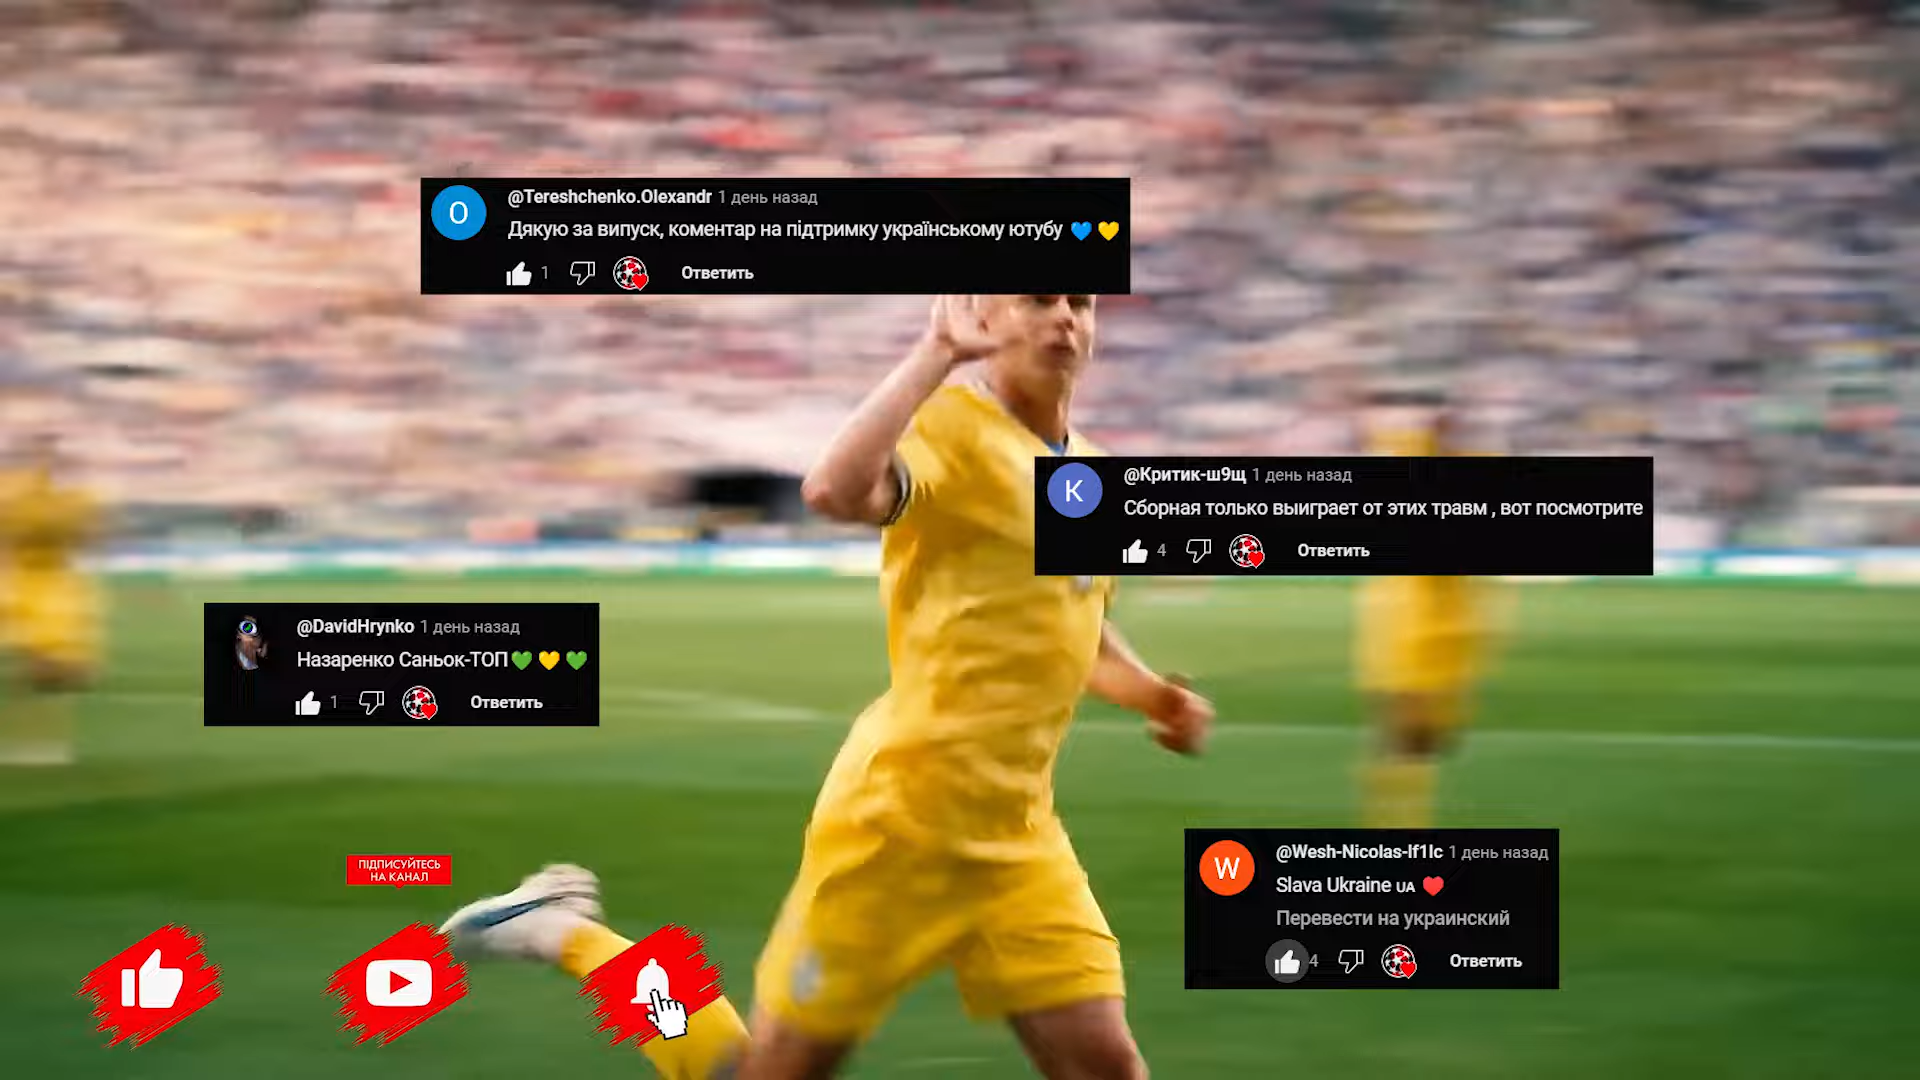 O
@Tereshchenko.Olexandr 1 день назад
Дякую за випуск, коментар на підтримку українському ютубу 💙 💛
1 Ответить
К
@Критик-ш9щ 1 день назад
Сборная только выиграет от этих травм , вот посмотрите
4 Ответить
@DavidHrynko 1 день назад
Назаренко Саньок-ТОП💚 💛 💚
1 Ответить
W
@Wesh-Nicolas-lf1lc 1 день назад
Slava Ukraine UA ❤️
Перевести на украинский
4 Ответить
ПІДПИСУЙТЕСЬ
НА КАНАЛ